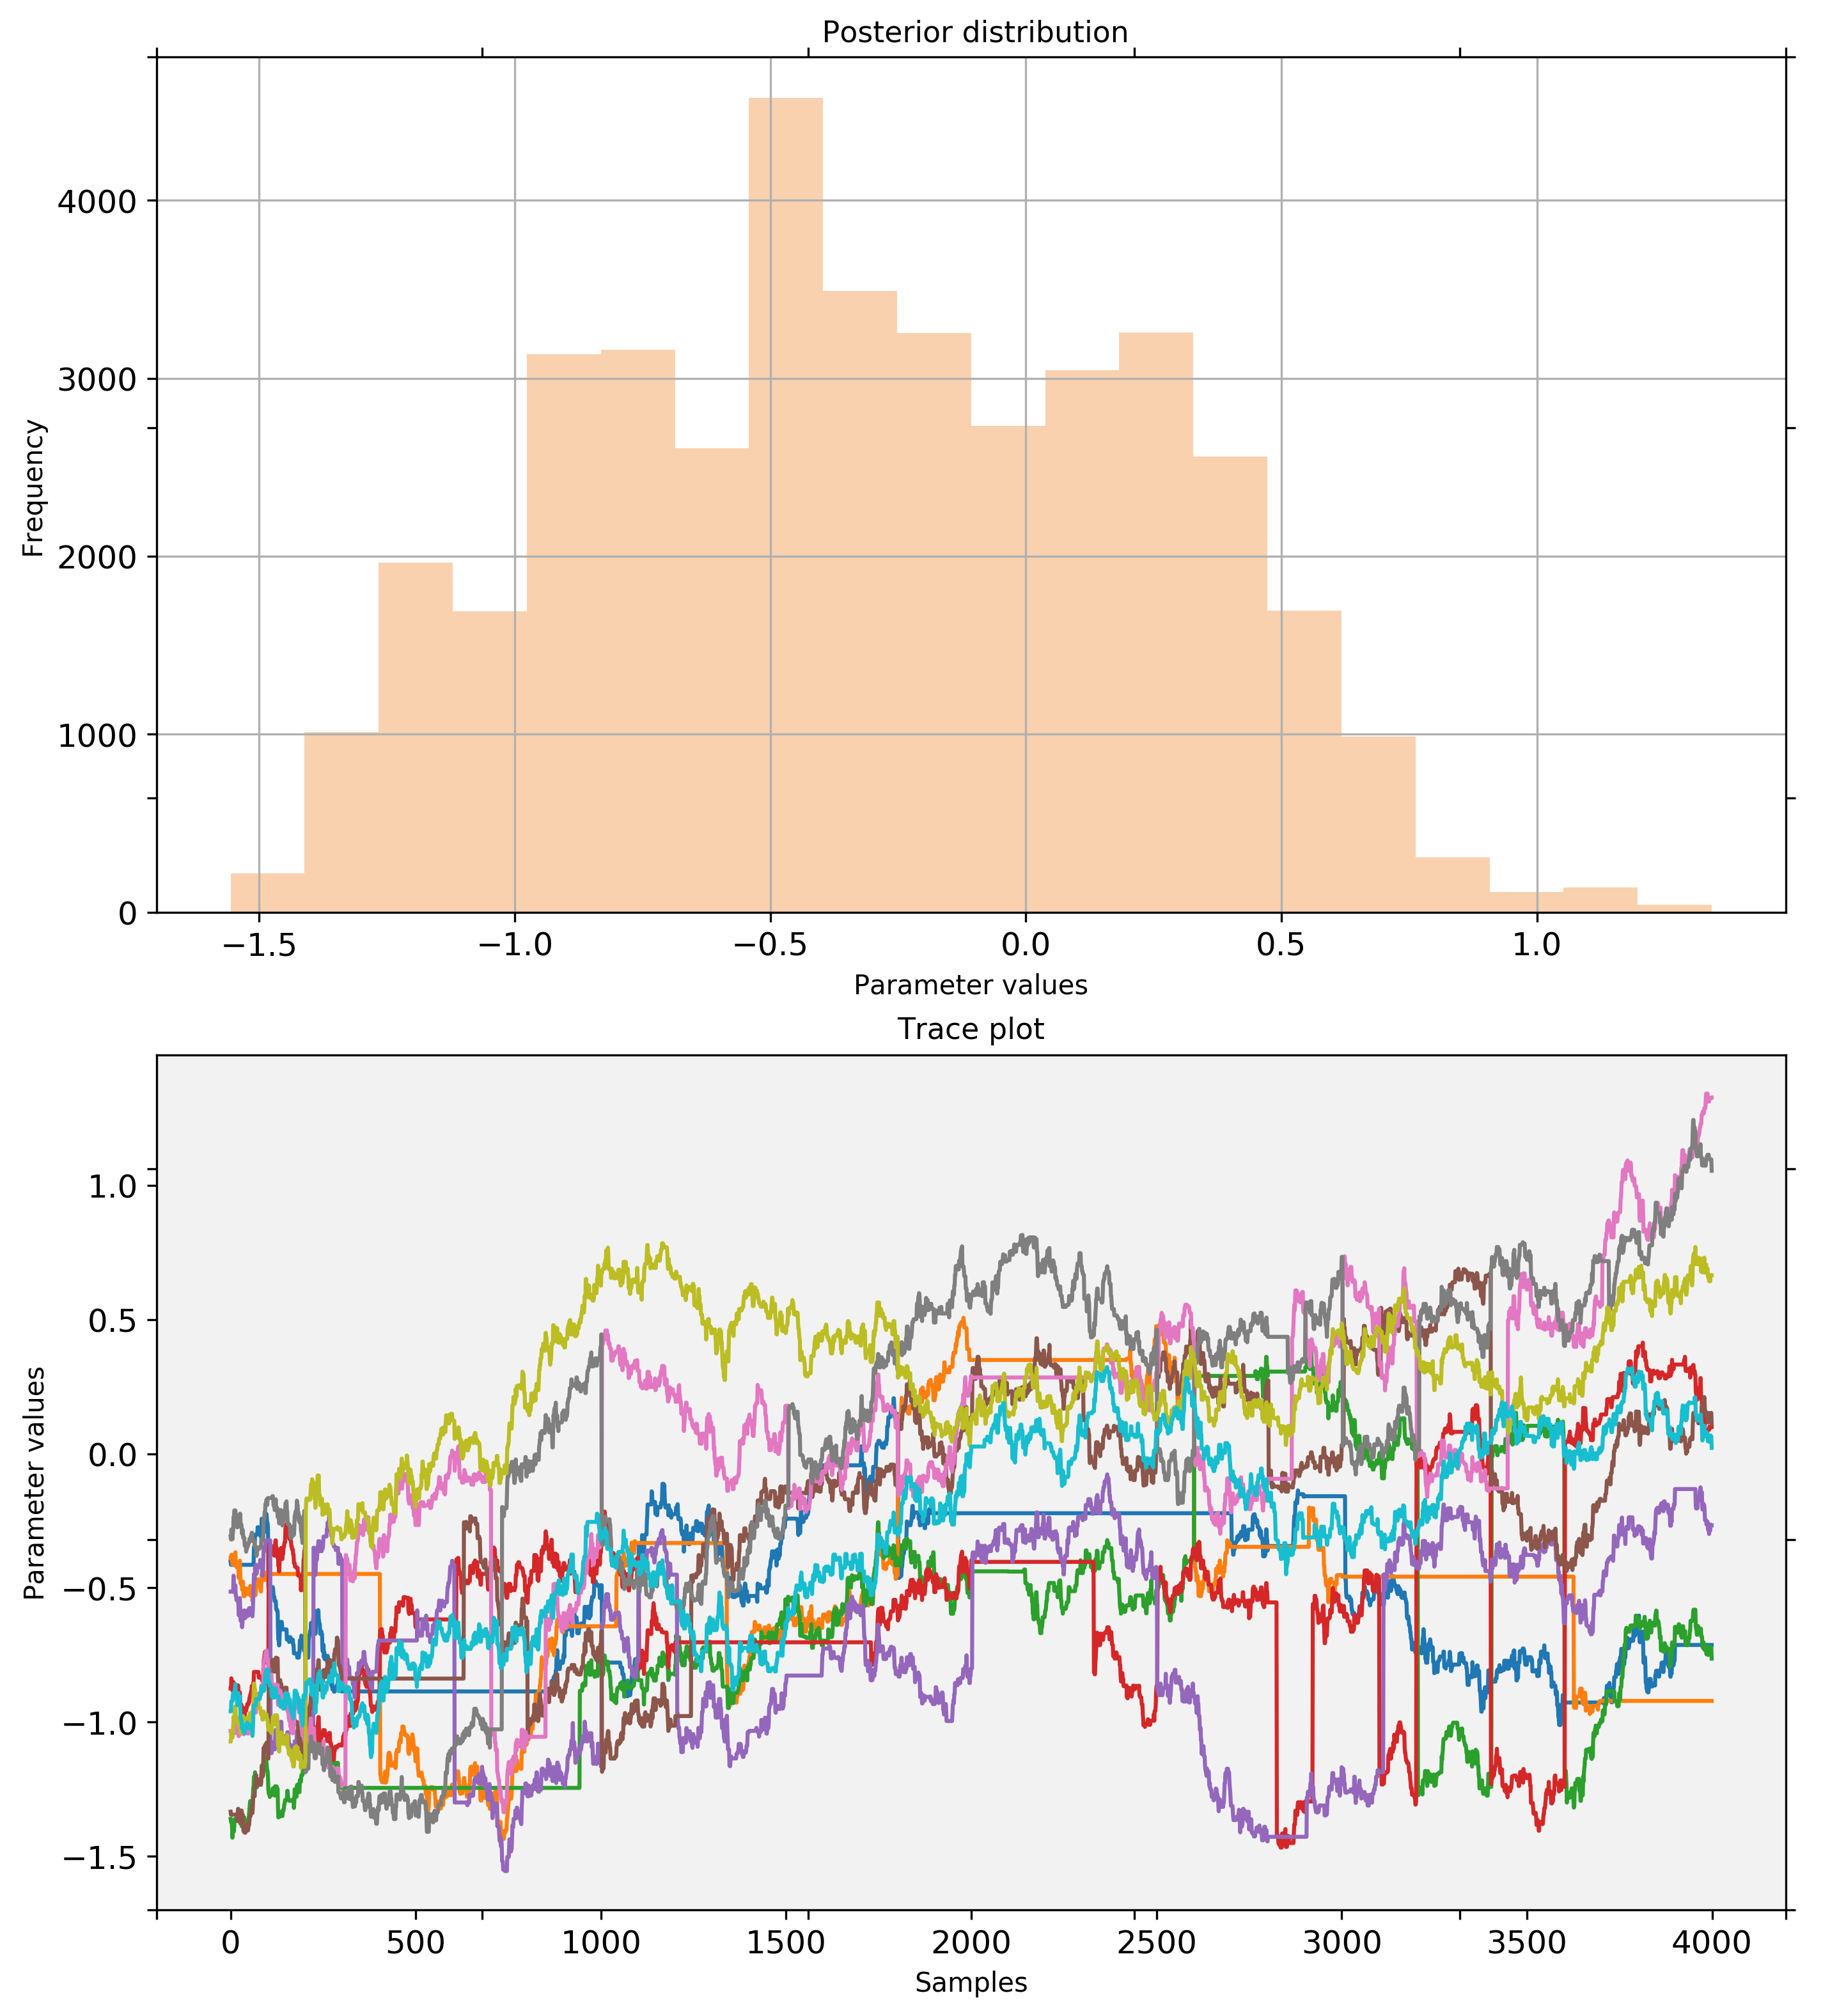 Posterior distribution
Frequency
4000
3000
2000
1000
0
−1.5 −1.0 −0.5 0.0 0.5 1.0
Parameter values
Trace plot
Parameter values
1.0
0.5
0.0
−0.5
−1.0
−1.5
0 500 1000 1500 2000 2500 3000 3500 4000
Samples